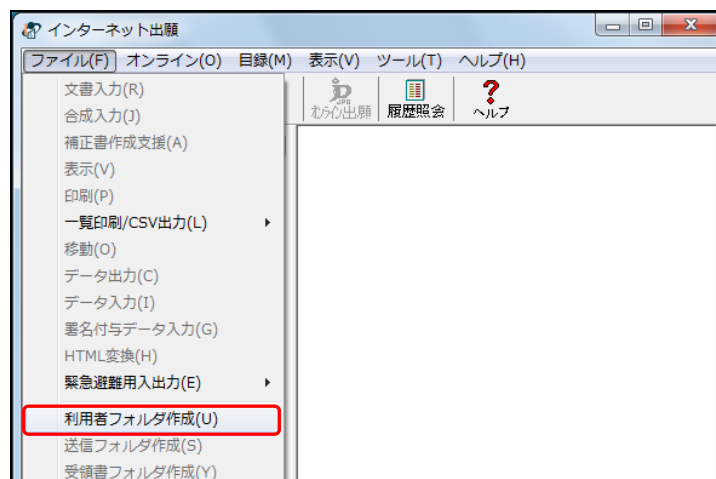 インターネット出願
ファイル(F) オンライン(O) 目録(M) 表示(V) ツール(T) ヘルプ(H)
文書入力(R)
合成入力(J)
補正書作成支援(A)
表示(V)
印刷(P)
一覧印刷/CSV出力(L)
移動(O)
データ出力(C)
データ入力(I)
署名付与データ入力(G)
HTML変換(H)
緊急避難用入出力(E)
利用者フォルダ作成(U)
送信フォルダ作成(S)
受領書フォルダ作成(Y)
JPO
オンライン出願 履歴照会 ヘルプ